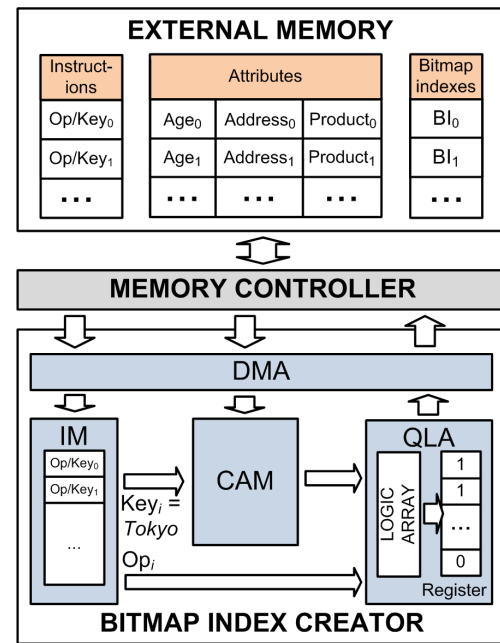 EXTERNAL MEMORY
Instruct-
ions
Op/Key₀
Op/Key₁
...
Attributes
Age₀ Address₀ Product₀
Age₁ Address₁ Product₁
... ... ...
Bitmap
indexes
BI₀
BI₁
...
MEMORY CONTROLLER
DMA
IM
Op/Key₀
Op/Key₁
...
Keyᵢ =
Tokyo
Opᵢ
CAM
QLA
LOGIC
ARRAY
1
1
...
0
Register
BITMAP INDEX CREATOR